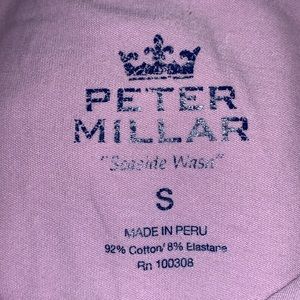 PETER
MILLAR
"Seaside Wash"
S
MADE IN PERU
92% Cotton/ 8% Elastane
Rn 100308